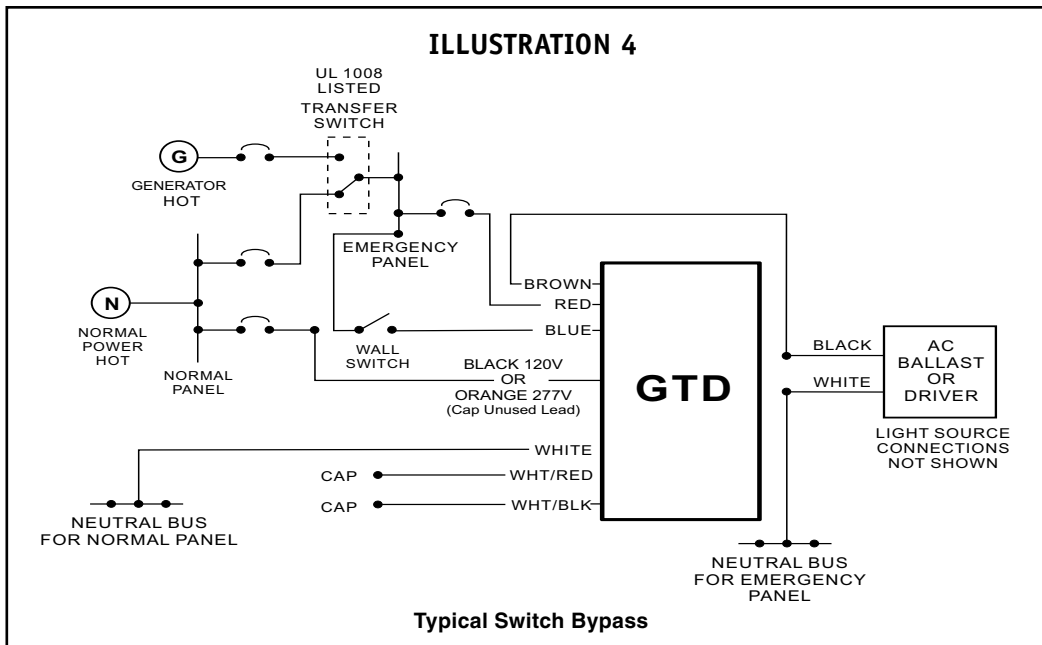 ILLUSTRATION 4
UL 1008
LISTED
TRANSFER
SWITCH
G
GENERATOR
HOT
EMERGENCY
PANEL
N
NORMAL
POWER
HOT
NORMAL PANEL
WALL
SWITCH
BROWN
RED
BLUE
BLACK 120V
OR
ORANGE 277V
(Cap Unused Lead)
GTD
BLACK
WHITE
AC
BALLAST
OR
DRIVER
LIGHT SOURCE
CONNECTIONS
NOT SHOWN
WHITE
CAP
WHT/RED
CAP
WHT/BLK
NEUTRAL BUS
FOR NORMAL PANEL
NEUTRAL BUS
FOR EMERGENCY
PANEL
Typical Switch Bypass